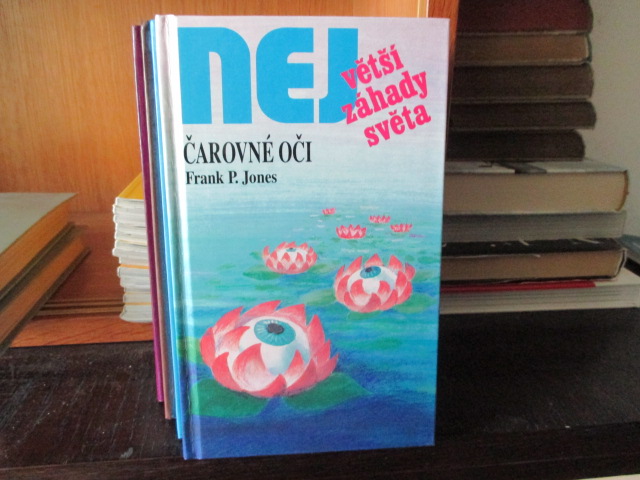 NEJ
větší
záhady
světa
ČAROVNÉ OČI
Frank P. Jones